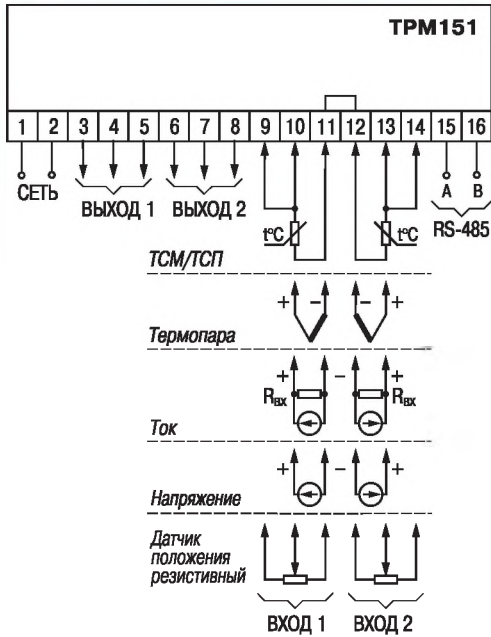 ТРМ151
1 2 3 4 5 6 7 8 9 10 11 12 13 14 15 16
СЕТЬ
ВЫХОД 1
ВЫХОД 2
A B
RS-485
t°C t°C
ТСМ/ТСП
+ – – +
Термопара
+ – +
Rвх Rвх
Ток
+ – +
Напряжение
Датчик
положения
резистивный
ВХОД 1 ВХОД 2